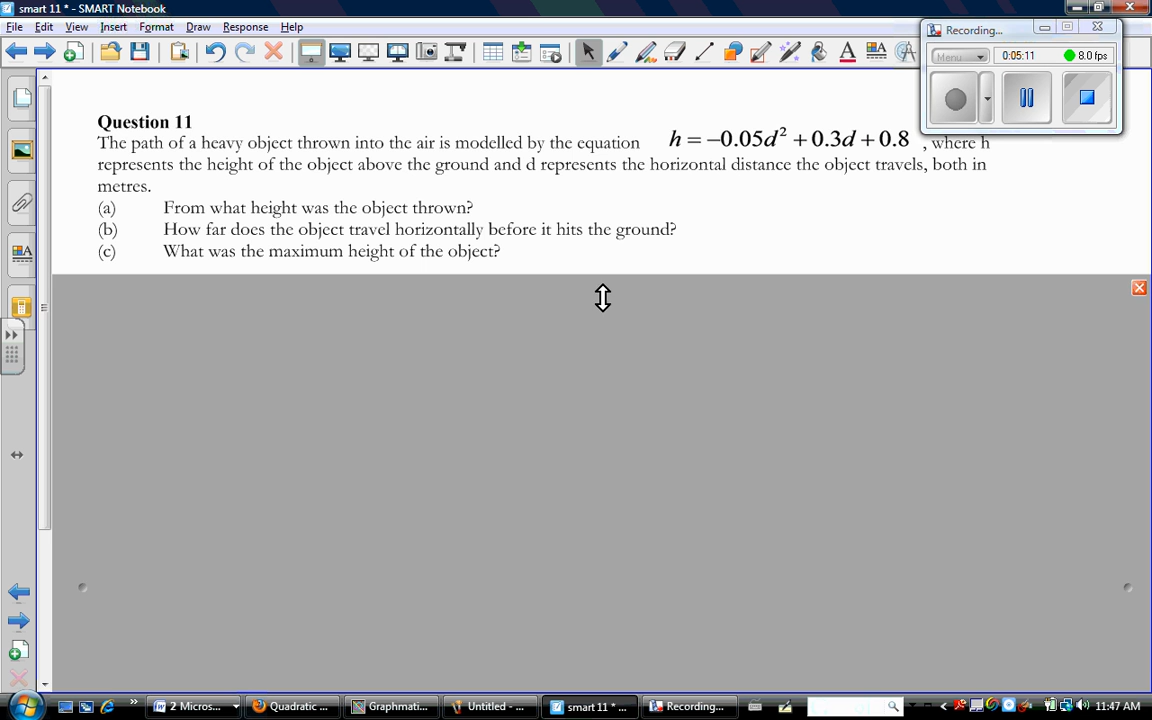 smart 11 * - SMART Notebook
File Edit View Insert Format Draw Response Help
Recording...
Menu 0:05:11 8.0 fps
Question 11
The path of a heavy object thrown into the air is modelled by the equation h = −0.05d² + 0.3d + 0.8 , where h
represents the height of the object above the ground and d represents the horizontal distance the object travels, both in
metres.
(a) From what height was the object thrown?
(b) How far does the object travel horizontally before it hits the ground?
(c) What was the maximum height of the object?
2 Micros... Quadratic ... Graphmati... Untitled - ... smart 11 * ... Recording... 11:47 AM